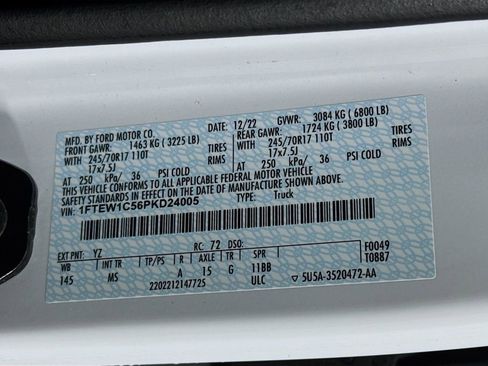 MFD. BY FORD MOTOR CO.
DATE: 12/22 GVWR: 3084 KG ( 6800 LB)
FRONT GAWR: 1463 KG ( 3225 LB) REAR GAWR: 1724 KG ( 3800 LB)
WITH 245/70R17 110T TIRES WITH 245/70R17 110T TIRES
17x7.5J RIMS 17x7.5J RIMS
AT 250 kPa/ 36 PSI COLD AT 250 kPa/ 36 PSI COLD
THIS VEHICLE CONFORMS TO ALL APPLICABLE FEDERAL MOTOR VEHICLE
SAFETY, BUMPER, AND THEFT PREVENTION STANDARDS IN EFFECT ON THE DATE OF MANUFACTURE SHOWN ABOVE.
VIN: 1FTEW1C56PKD24005 TYPE: Truck
EXT PNT: YZ RC: 72 DSO: F0049
WB INT TR TP/PS R AXLE TR SPR T0887
145 MS A 15 G 11BB
2202212147725 ULC 5U5A-3520472-AA